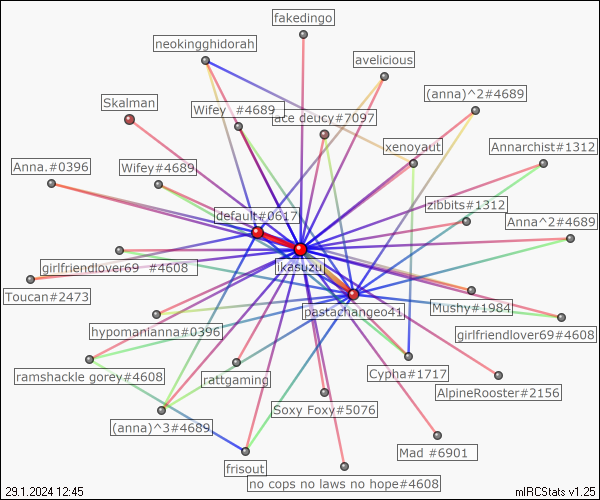 fakedingo
neokingghidorah
avelicious
(anna)^2#4689
Skalman
Wifey  #4689
ace deucy#7097
xenoyaut
Annarchist#1312
Anna,#0396
Wifey#4689
default#0617
zibbits#1312
Anna^2#4689
girlfriendlover69  #4608
ikasuzu
Toucan#2473
pastachangeo41
Mushy#1984
hypomanianna#0396
girlfriendlover69#4608
ramshackle gorey#4608
rattgaming
Cypha#1717
AlpineRooster#2156
Soxy Foxy#5076
(anna)^3#4689
Mad #6901
frisout
no cops no laws no hope#4608
29.1.2024 12:45
mIRCStats v1.25